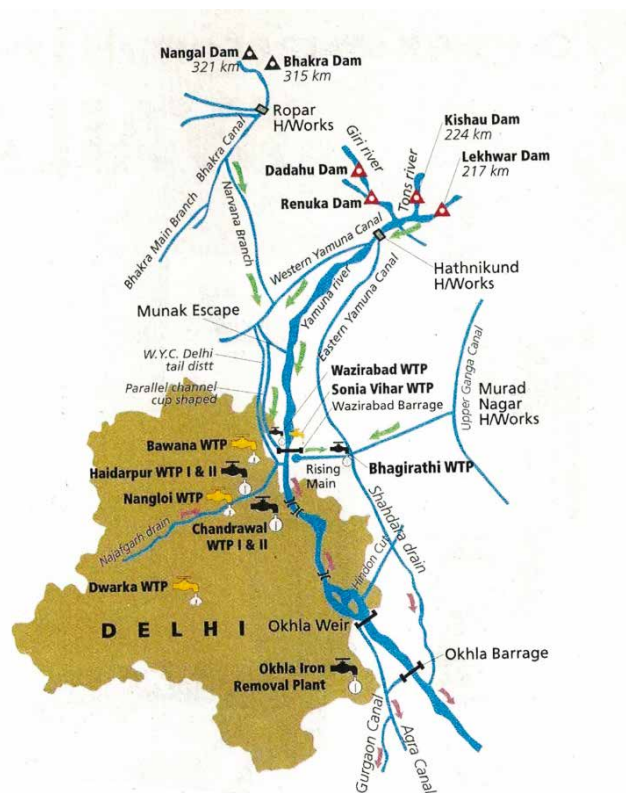 Nangal Dam
321 km
Bhakra Dam
315 km
Ropar
H/Works
Kishau Dam
224 km
Giri river
Tons river
Lekhwar Dam
217 km
Dadahu Dam
Renuka Dam
Bhakra Canal
Bhakra Main Branch
Narvana Branch
Western Yamuna Canal
Yamuna river
Eastern Yamuna Canal
Hathnikund
H/Works
Munak Escape
W.Y.C. Delhi
tail distt
Parallel channel
cup shaped
Wazirabad WTP
Sonia Vihar WTP
Wazirabad Barrage
Upper Ganga Canal
Murad
Nagar
H/Works
Bawana WTP
Haidarpur WTP I & II
Nangloi WTP
Rising
Main
Bhagirathi WTP
Chandrawal
WTP I & II
Najafgarh drain
Shahdara drain
Hindon Cut
Dwarka WTP
DELHI
Okhla Weir
Okhla Barrage
Okhla Iron
Removal Plant
Gurgaon Canal
Agra Canal